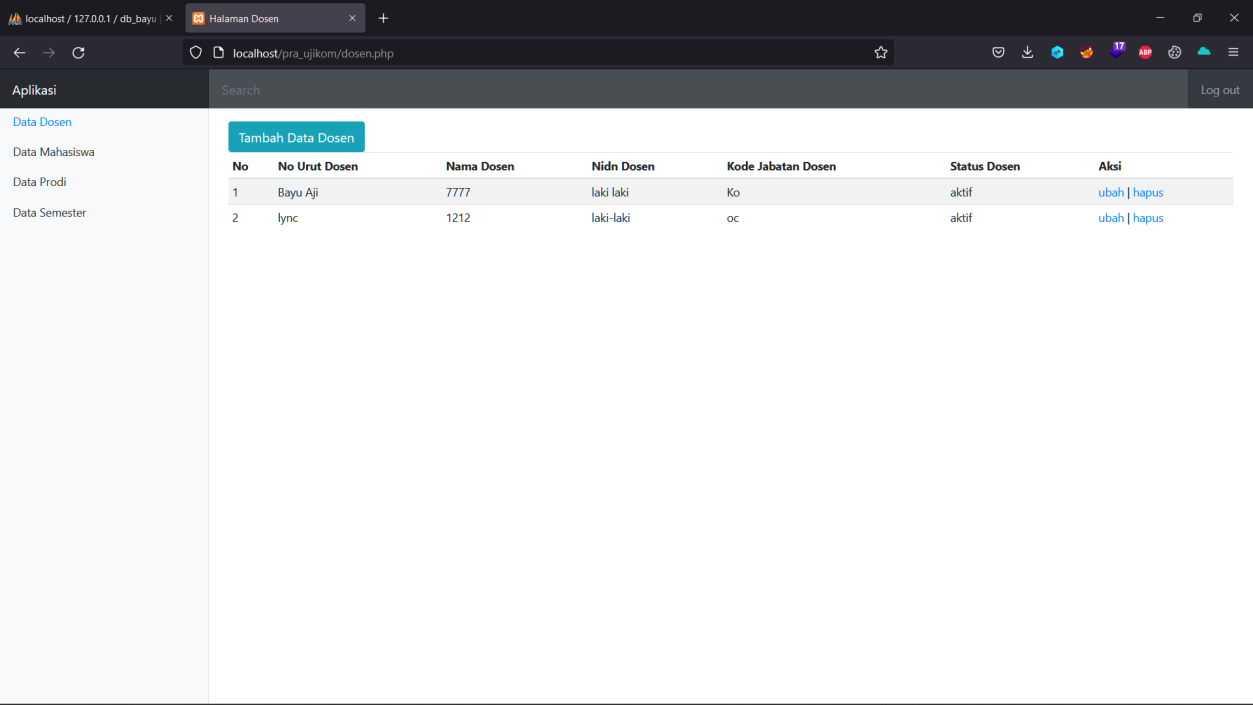 localhost / 127.0.0.1 / db_bayu |
Halaman Dosen
localhost/pra_ujikom/dosen.php
17
ABP
Aplikasi
Search
Log out
Data Dosen
Data Mahasiswa
Data Prodi
Data Semester
Tambah Data Dosen
No No Urut Dosen Nama Dosen Nidn Dosen Kode Jabatan Dosen Status Dosen Aksi
1 Bayu Aji 7777 laki laki Ko aktif ubah | hapus
2 lync 1212 laki-laki oc aktif ubah | hapus